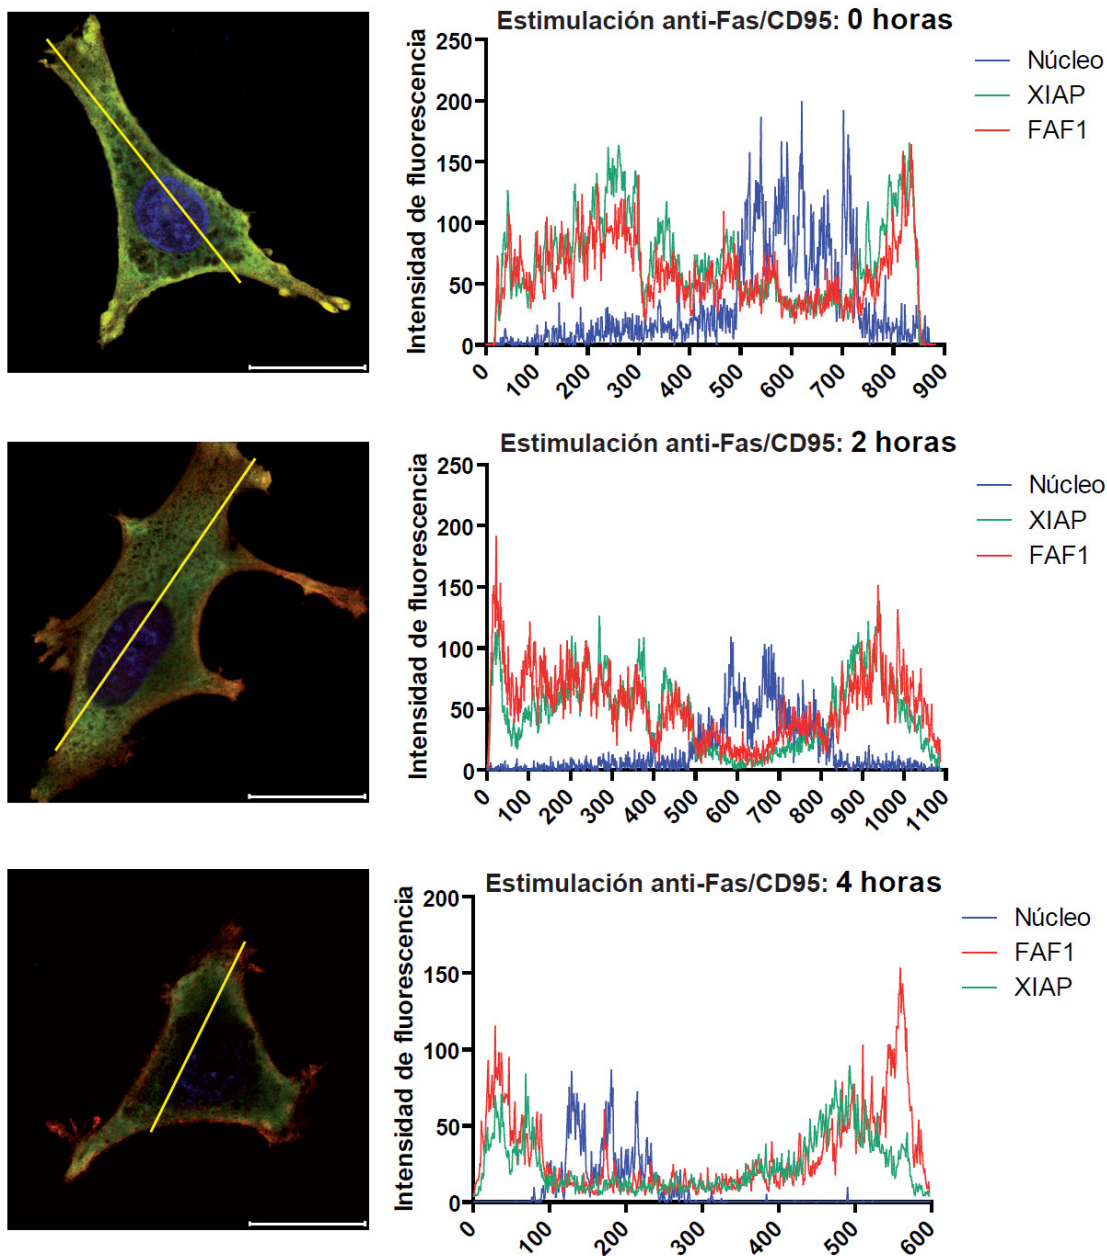 Estimulación anti-Fas/CD95: 0 horas
Intensidad de fluorescencia
250
200
150
100
50
0
0 100 200 300 400 500 600 700 800 900
Núcleo
XIAP
FAF1
Estimulación anti-Fas/CD95: 2 horas
Intensidad de fluorescencia
250
200
150
100
50
0
0 100 200 300 400 500 600 700 800 900 1000 1100
Núcleo
XIAP
FAF1
Estimulación anti-Fas/CD95: 4 horas
Intensidad de fluorescencia
200
150
100
50
0
0 100 200 300 400 500 600
Núcleo
FAF1
XIAP